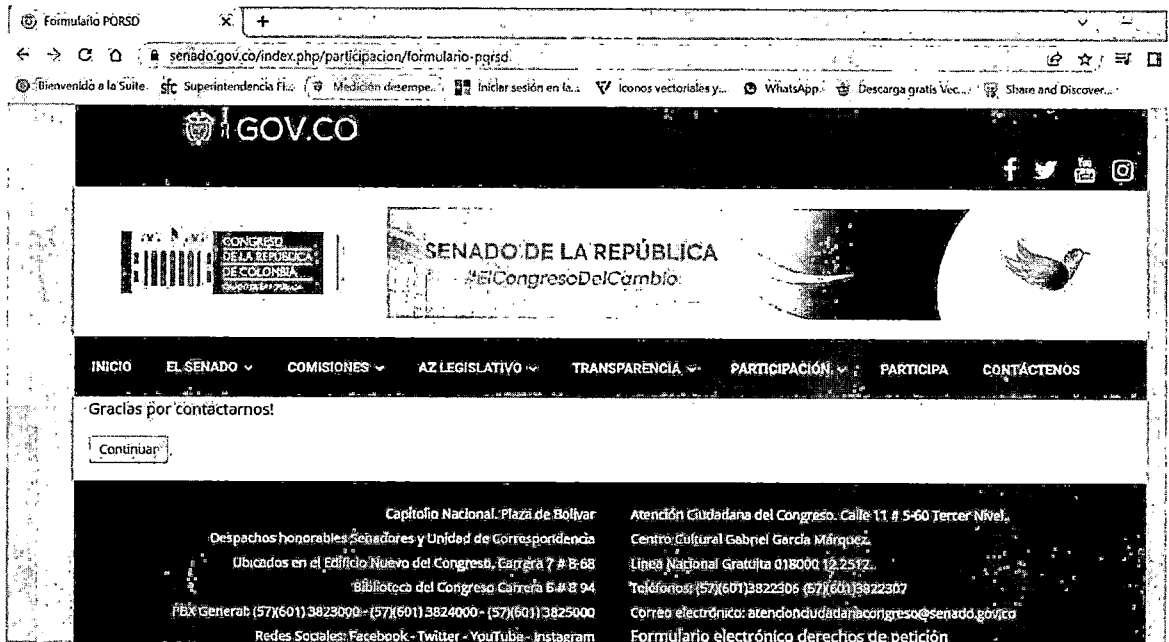 Formulario PQRSD
senado.gov.co/index.php/participacion/formulario-pqrsd
Bienvenido a la Suite. sfc Superintendencia Fi... Medición desempe... Iniciar sesión en la... Iconos vectoriales y... WhatsApp Descarga gratis Vec... Share and Discover...
GOV.CO
CONGRESO
DE LA REPÚBLICA
DE COLOMBIA
SENADO DE LA REPÚBLICA
#ElCongresoDelCambio
INICIO EL SENADO COMISIONES AZ LEGISLATIVO TRANSPARENCIA PARTICIPACIÓN PARTICIPA CONTÁCTENOS
Gracias por contactarnos!
Continuar
Capitolio Nacional. Plaza de Bolívar
Despachos honorables Senadores y Unidad de Correspondencia
Ubicados en el Edificio Nuevo del Congreso, Carrera 7 # 8-68
Biblioteca del Congreso Carrera 6 # 8 94
PBX General: (57)(601) 3823000 - (57)(601) 3824000 - (57)(601) 3825000
Redes Sociales: Facebook - Twitter - YouTube - Instagram
Atención Ciudadana del Congreso. Calle 11 # 5-60 Tercer Nivel.
Centro Cultural Gabriel García Márquez.
Línea Nacional Gratuita 018000 12 2512.
Teléfonos: (57)(601)3822306 (57)(601)3822307
Correo electrónico: atencionciudadanacongreso@senado.gov.co
Formulario electrónico derechos de petición